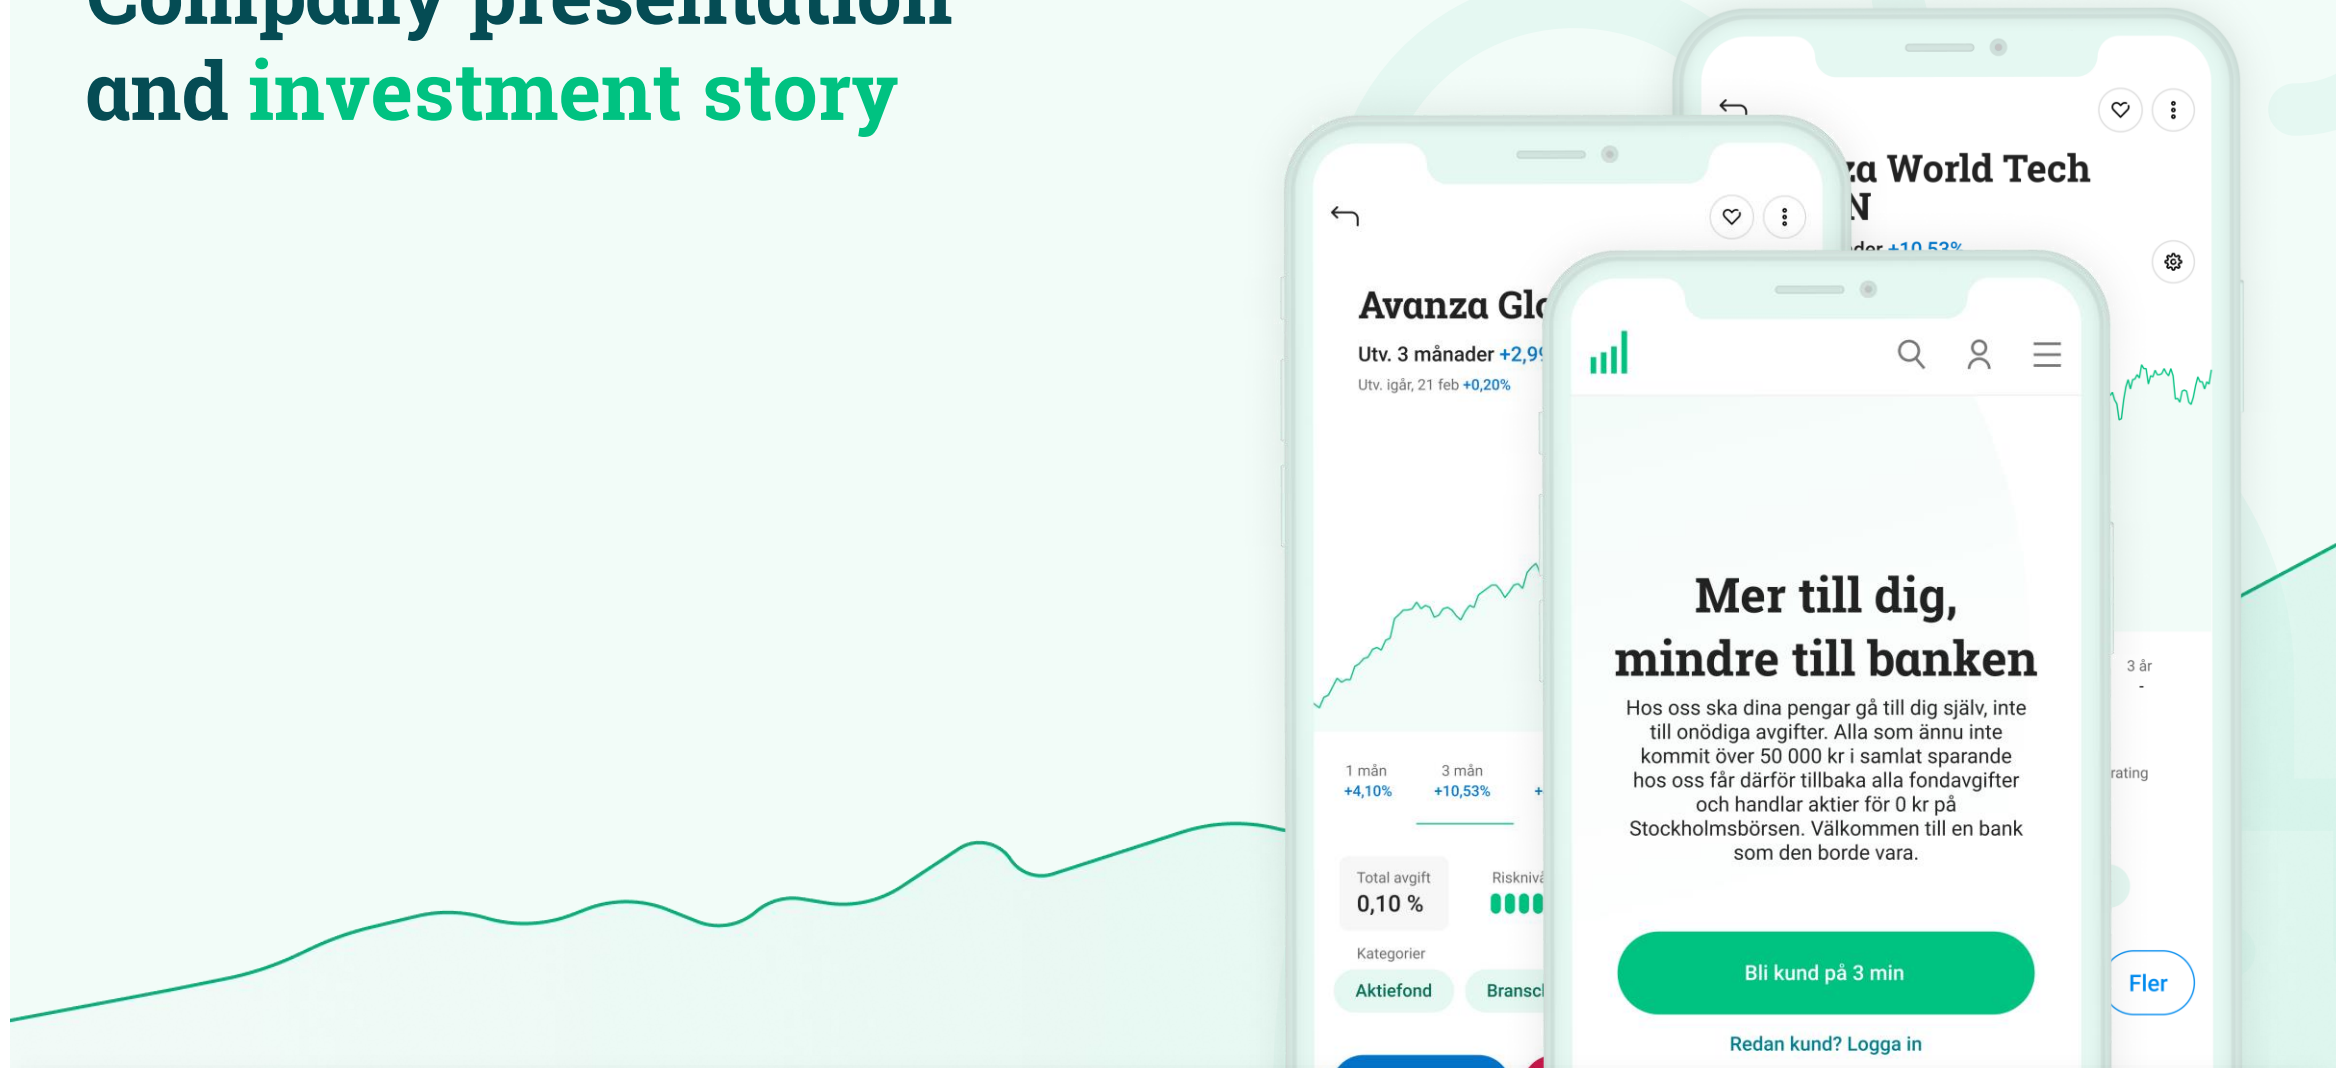 Company presentation
and investment story
World Tech
+10,53%
Avanza
Utv. 3 månader +2,9
Utv. igår, 21 feb +0,20%
1 mån
+4,10%
3 mån
+10,53%
Total avgift
0,10 %
Kategorier
Aktiefond
Mer till dig,
mindre till banken
Hos oss ska dina pengar gå till dig själv, inte
till onödiga avgifter. Alla som ännu inte
kommit över 50 000 kr i samlat sparande
hos oss får därför tillbaka alla fondavgifter
och handlar aktier för 0 kr på
Stockholmsbörsen. Välkommen till en bank
som den borde vara.
Bli kund på 3 min
Redan kund? Logga in
3 år
-
rating
Fler